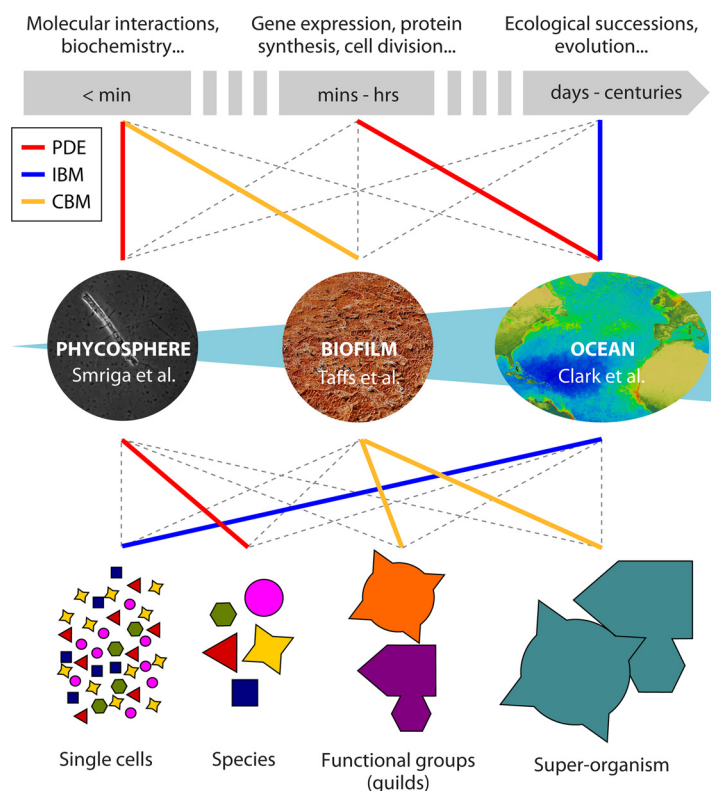 Molecular interactions,
biochemistry...
Gene expression, protein
synthesis, cell division...
Ecological successions,
evolution...
< min
mins - hrs
days - centuries
PDE
IBM
CBM
PHYCOSPHERE
Smriga et al.
BIOFILM
Taffs et al.
OCEAN
Clark et al.
Single cells
Species
Functional groups
(guilds)
Super-organism